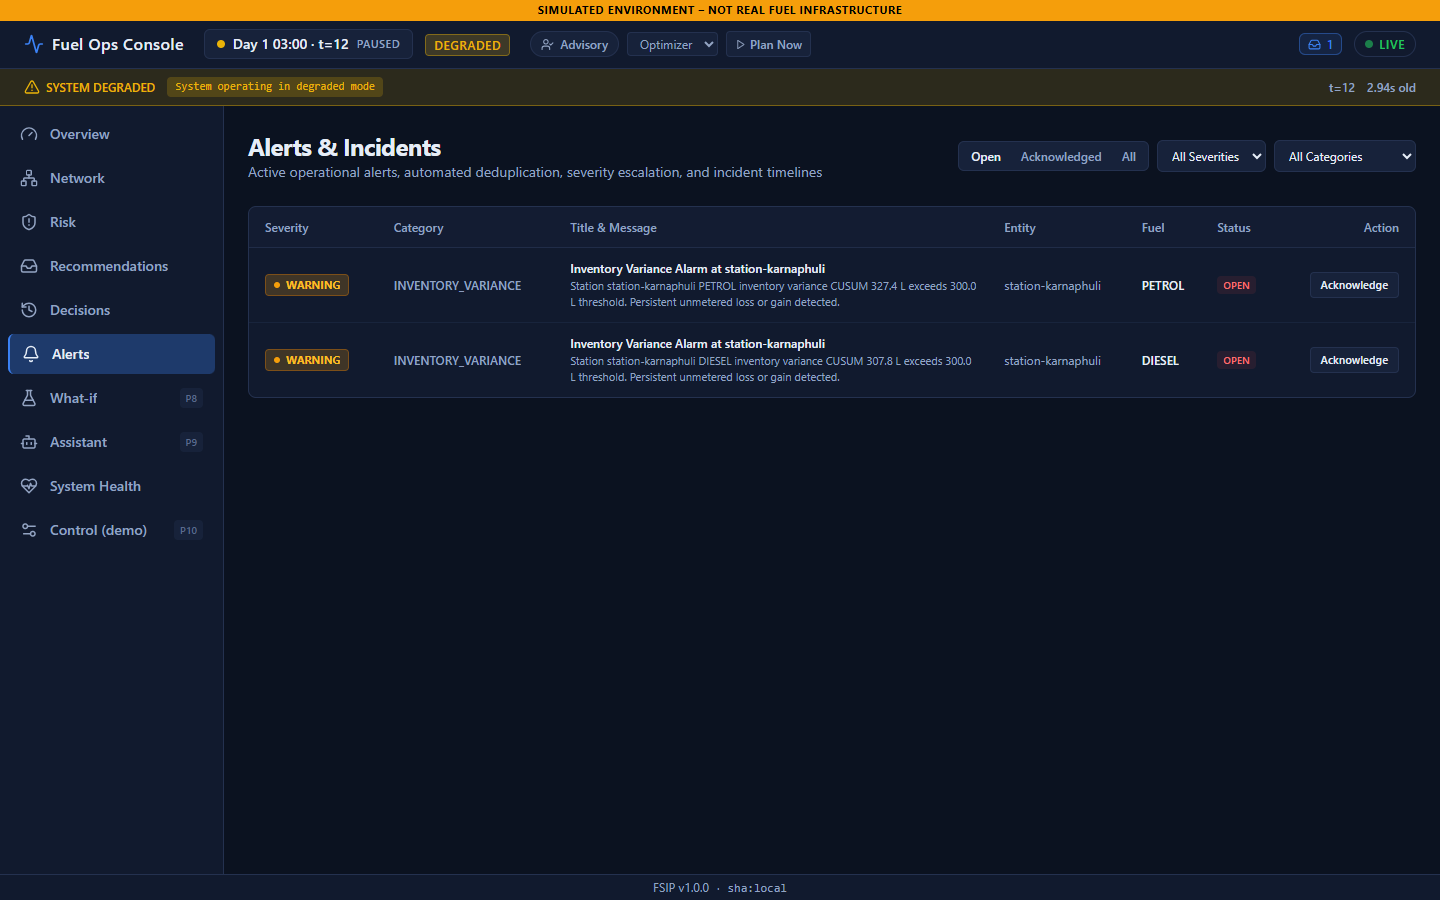 SIMULATED ENVIRONMENT – NOT REAL FUEL INFRASTRUCTURE
Fuel Ops Console
Day 1 03:00 · t=12 PAUSED
DEGRADED
Advisory
Optimizer
Plan Now
1
LIVE
SYSTEM DEGRADED
System operating in degraded mode
t=12 2.94s old
Overview
Network
Risk
Recommendations
Decisions
Alerts
What-if P8
Assistant P9
System Health
Control (demo) P10
Alerts & Incidents
Active operational alerts, automated deduplication, severity escalation, and incident timelines
Open Acknowledged All
All Severities
All Categories
Severity Category Title & Message Entity Fuel Status Action
WARNING
INVENTORY_VARIANCE
Inventory Variance Alarm at station-karnaphuli
Station station-karnaphuli PETROL inventory variance CUSUM 327.4 L exceeds 300.0
L threshold. Persistent unmetered loss or gain detected.
station-karnaphuli
PETROL
OPEN
Acknowledge
WARNING
INVENTORY_VARIANCE
Inventory Variance Alarm at station-karnaphuli
Station station-karnaphuli DIESEL inventory variance CUSUM 307.8 L exceeds 300.0
L threshold. Persistent unmetered loss or gain detected.
station-karnaphuli
DIESEL
OPEN
Acknowledge
FSIP v1.0.0 · sha:local